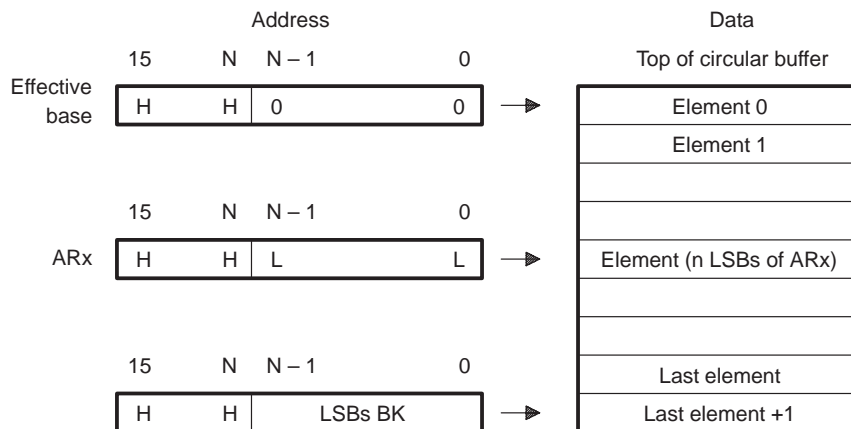 Address Data
15 N N – 1 0 Top of circular buffer
Effective base H H 0 0 Element 0
Element 1
15 N N – 1 0
ARx H H L L Element (n LSBs of ARx)
15 N N – 1 0 Last element
H H LSBs BK Last element +1